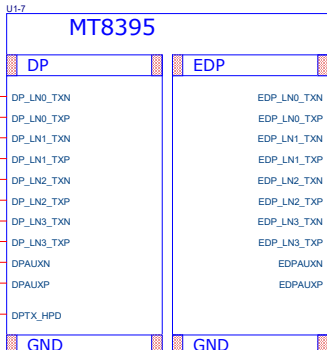 U1-7
MT8395
DP
EDP
DP_LN0_TXN
EDP_LN0_TXN
DP_LN0_TXP
EDP_LN0_TXP
DP_LN1_TXN
EDP_LN1_TXN
DP_LN1_TXP
EDP_LN1_TXP
DP_LN2_TXN
EDP_LN2_TXN
DP_LN2_TXP
EDP_LN2_TXP
DP_LN3_TXN
EDP_LN3_TXN
DP_LN3_TXP
EDP_LN3_TXP
DPAUXN
EDPAUXN
DPAUXP
EDPAUXP
DPTX_HPD
GND
GND